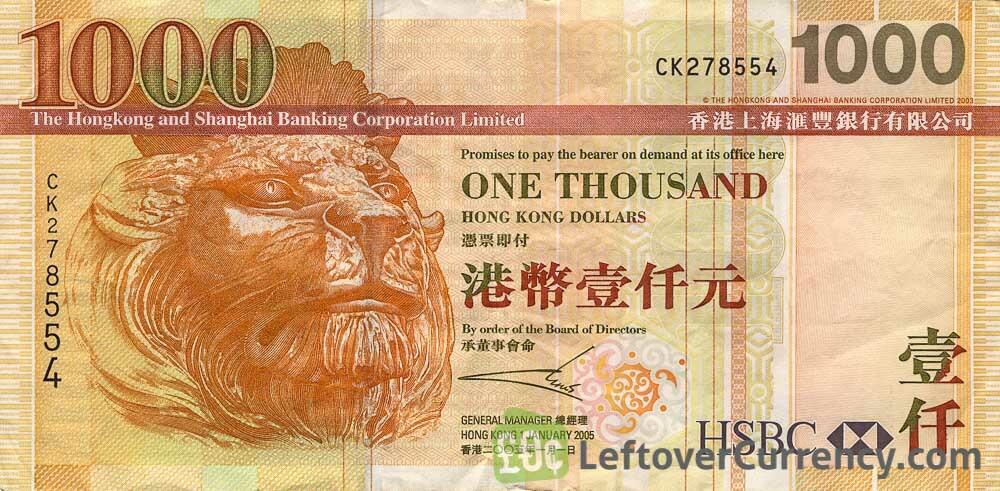 1000
CK278554
1000
© THE HONGKONG AND SHANGHAI BANKING CORPORATION LIMITED 2003
The Hongkong and Shanghai Banking Corporation Limited
香港上海滙豐銀行有限公司
Promises to pay the bearer on demand at its office here
ONE THOUSAND
HONG KONG DOLLARS
憑票即付
港幣壹仟元
By order of the Board of Directors
承董事會命
GENERAL MANAGER 總經理
HONG KONG 1 JANUARY 2005
香港二〇〇五年一月一日
CK278554
壹仟
HSBC
Leftovercurrency.com